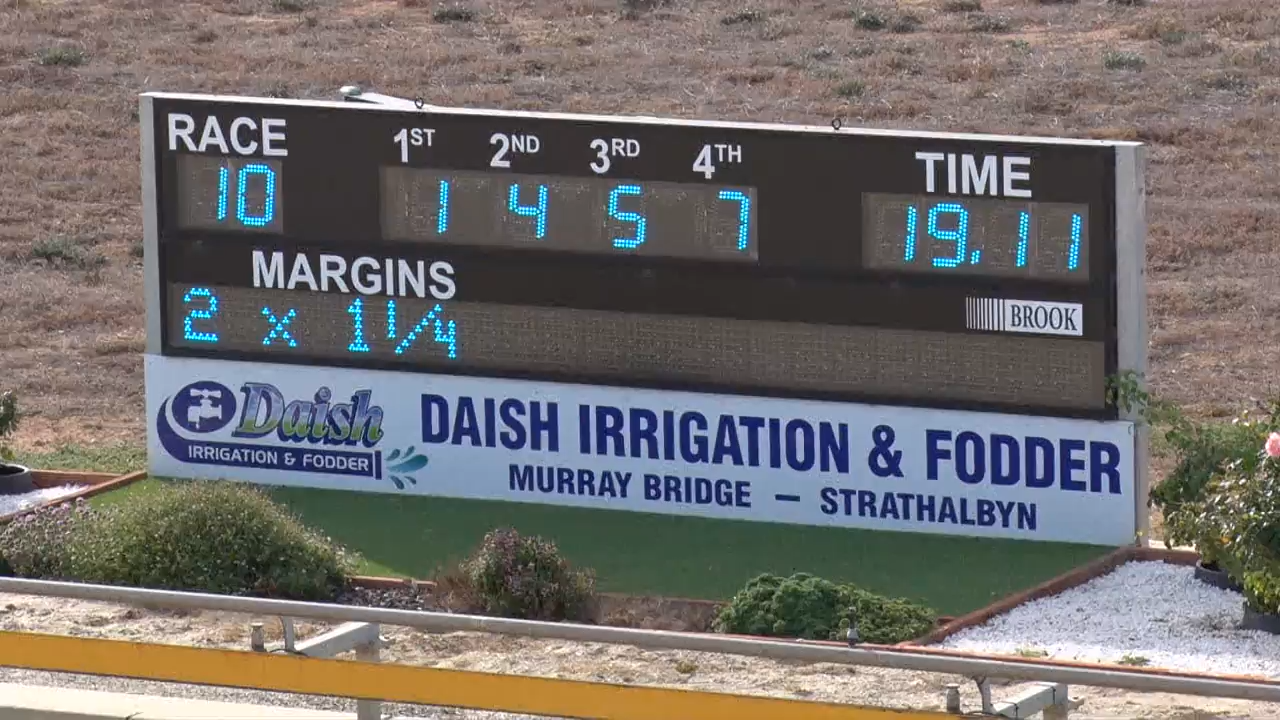 RACE 1ST 2ND 3RD 4TH TIME
10 1 4 5 7 19.11
MARGINS
2 x 1 1/4
BROOK
Daish
IRRIGATION & FODDER
DAISH IRRIGATION & FODDER
MURRAY BRIDGE – STRATHALBYN